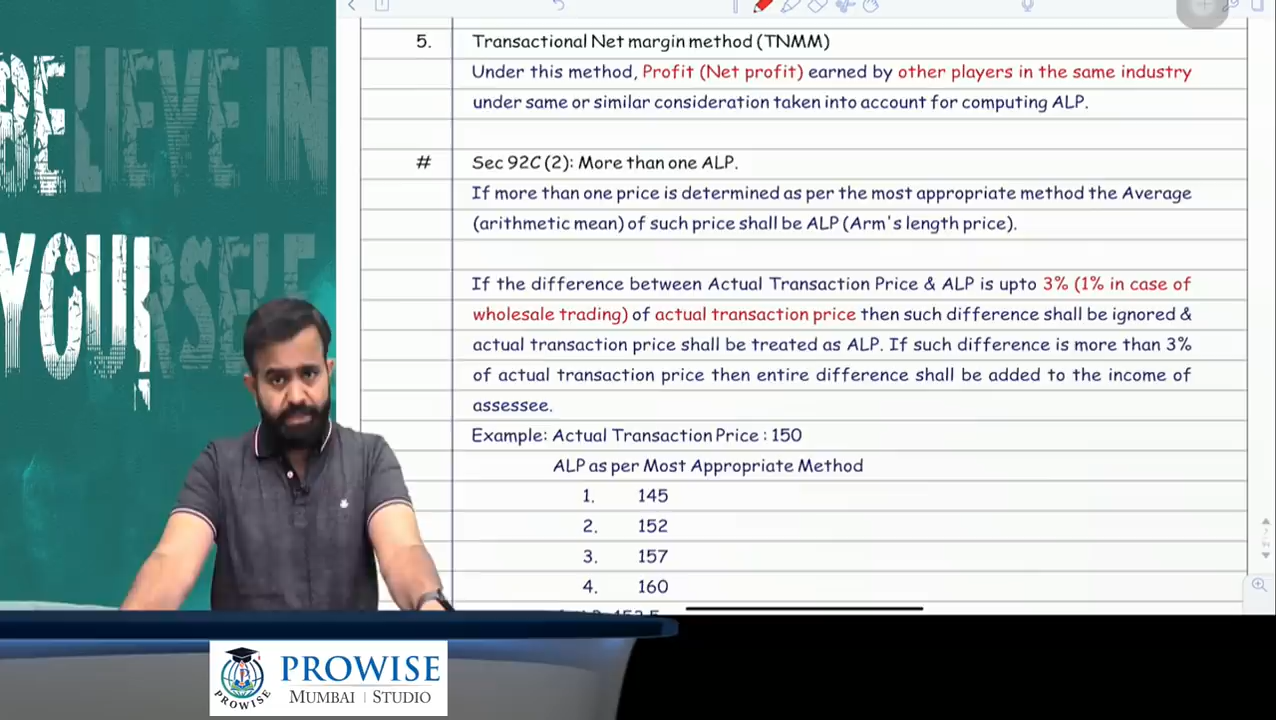 BELIEVE IN
YOURSELF
5. Transactional Net margin method (TNMM)
Under this method, Profit (Net profit) earned by other players in the same industry
under same or similar consideration taken into account for computing ALP.
# Sec 92C (2): More than one ALP.
If more than one price is determined as per the most appropriate method the Average
(arithmetic mean) of such price shall be ALP (Arm's length price).
If the difference between Actual Transaction Price & ALP is upto 3% (1% in case of
wholesale trading) of actual transaction price then such difference shall be ignored &
actual transaction price shall be treated as ALP. If such difference is more than 3%
of actual transaction price then entire difference shall be added to the income of
assessee.
Example: Actual Transaction Price : 150
ALP as per Most Appropriate Method
1. 145
2. 152
3. 157
4. 160
PROWISE
PROWISE
MUMBAI | STUDIO